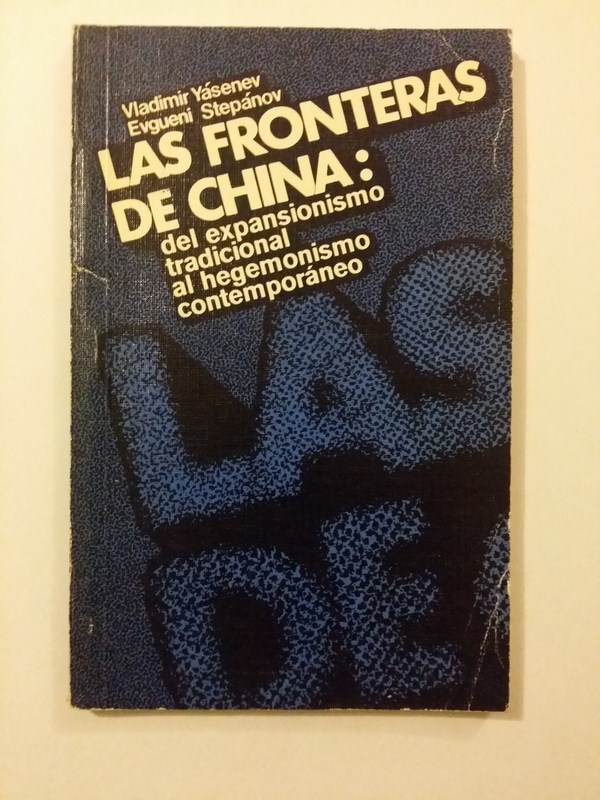 Vladimir Yásenev
Evgueni Stepánov
LAS FRONTERAS
DE CHINA:
del expansionismo
tradicional
al hegemonismo
contemporáneo
LAS
DE